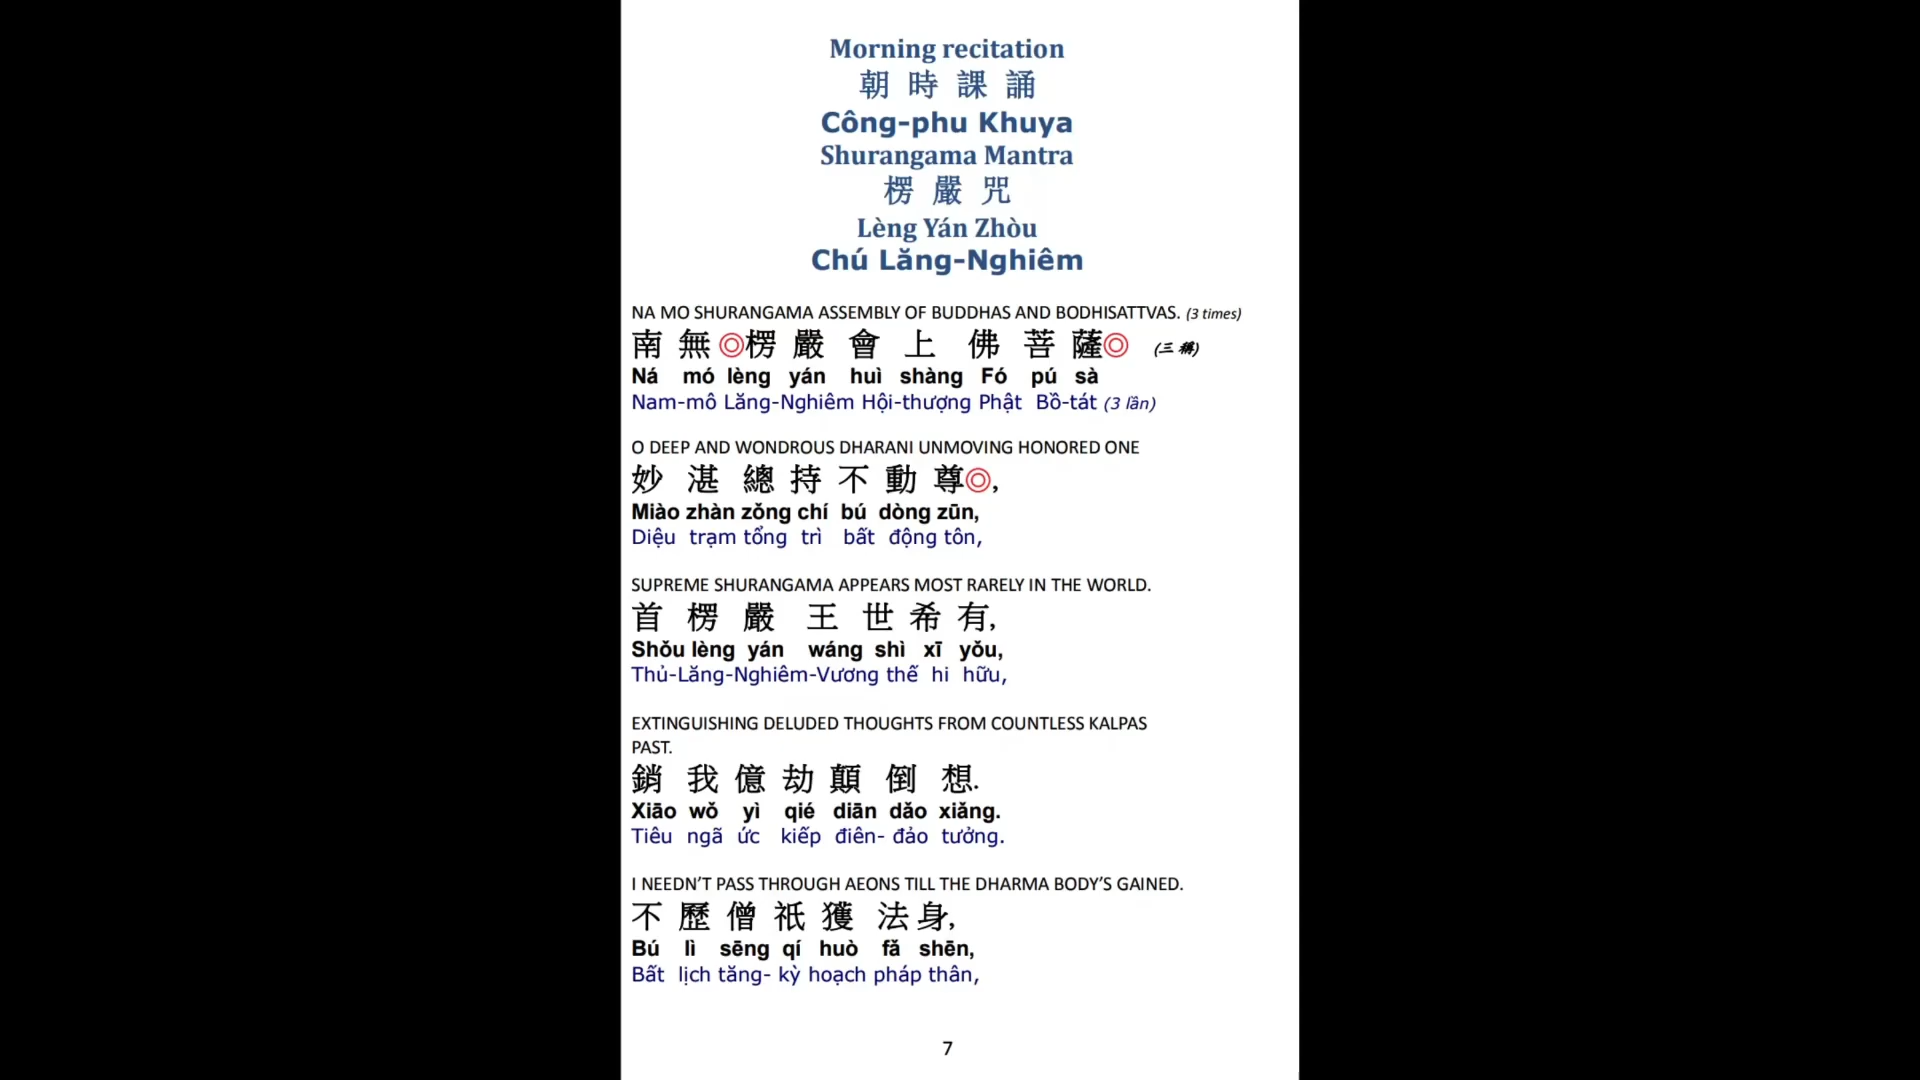 Morning recitation
朝 時 課 誦
Công-phu Khuya
Shurangama Mantra
楞 嚴 咒
Lèng Yán Zhòu
Chú Lăng-Nghiêm
NA MO SHURANGAMA ASSEMBLY OF BUDDHAS AND BODHISATTVAS. (3 times)
南 無 ◎楞 嚴 會 上 佛 菩 薩◎ (三 稱)
Ná mó lèng yán huì shàng Fó pú sà
Nam-mô Lăng-Nghiêm Hội-thượng Phật Bồ-tát (3 lần)
O DEEP AND WONDROUS DHARANI UNMOVING HONORED ONE
妙 湛 總 持 不 動 尊◎,
Miào zhàn zǒng chí bú dòng zūn,
Diệu trạm tổng trì bất động tôn,
SUPREME SHURANGAMA APPEARS MOST RARELY IN THE WORLD.
首 楞 嚴 王 世 希 有,
Shǒu lèng yán wáng shì xī yǒu,
Thủ-Lăng-Nghiêm-Vương thế hi hữu,
EXTINGUISHING DELUDED THOUGHTS FROM COUNTLESS KALPAS
PAST.
銷 我 億 劫 顛 倒 想.
Xiāo wǒ yì qié diān dǎo xiǎng.
Tiêu ngã ức kiếp điên- đảo tưởng.
I NEEDN’T PASS THROUGH AEONS TILL THE DHARMA BODY’S GAINED.
不 歷 僧 祇 獲 法 身,
Bú lì sēng qí huò fǎ shēn,
Bất lịch tăng- kỳ hoạch pháp thân,
7